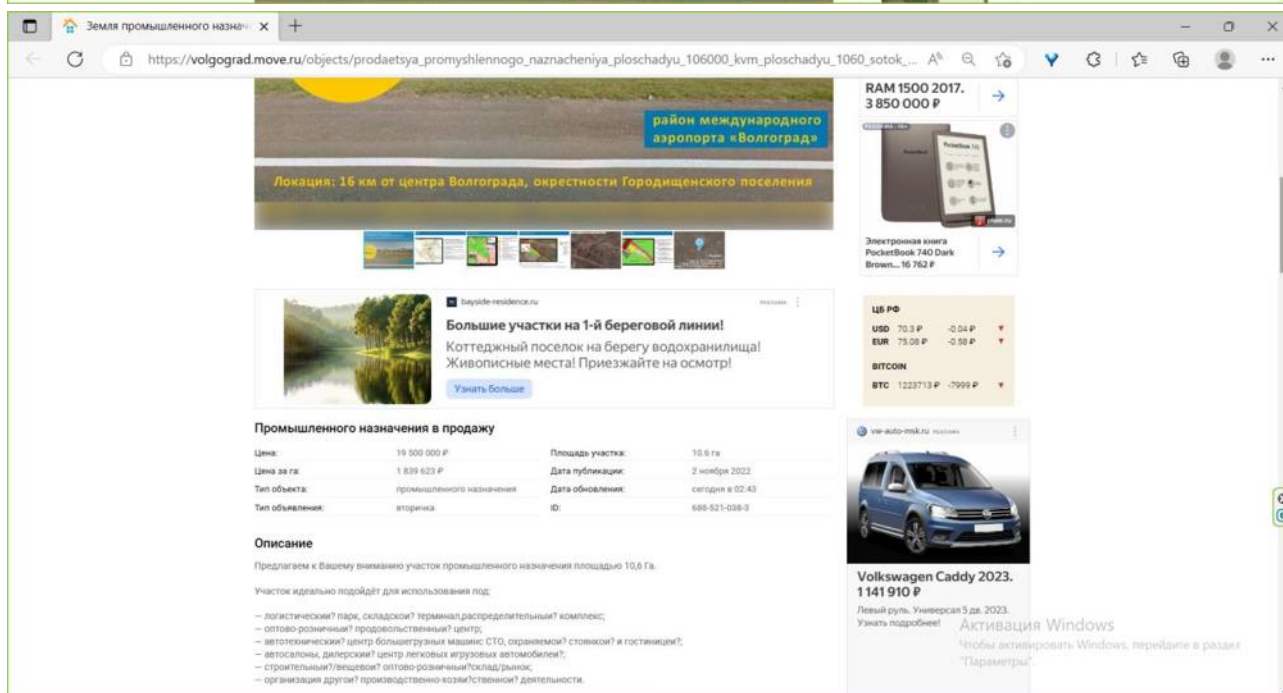 Земля промышленного назнач
https://volgograd.move.ru/objects/prodaetsya_promyshlennogo_naznacheniya_ploschadyu_106000_kvm_ploschadyu_1060_sotok_...
район международного
аэропорта «Волгоград»
Локация: 16 км от центра Волгограда, окрестности Городищенского поселения
RAM 1500 2017.
3 850 000 ₽
Электронная книга
PocketBook 740 Dark
Brown... 16 762 ₽
bayside-residence.ru
Большие участки на 1-й береговой линии!
Коттеджный поселок на берегу водохранилища!
Живописные места! Приезжайте на осмотр!
Узнать больше
ЦБ РФ
USD 70.3 ₽ -0.04 ₽ ▼
EUR 75.08 ₽ -0.58 ₽ ▼
BITCOIN
BTC 1223713 ₽ -7999 ₽ ▼
Промышленного назначения в продажу
Цена: 19 500 000 ₽ Площадь участка: 10.6 га
Цена за га: 1 839 623 ₽ Дата публикации: 2 ноября 2022
Тип объекта: промышленного назначения Дата обновления: сегодня в 02:43
Тип объявления: вторичка ID: 688-521-038-3
Описание
Предлагаем к Вашему вниманию участок промышленного назначения площадью 10,6 Га.
Участок идеально подойдёт для использования под:
— логистический? парк, складской? терминал,распределительный? комплекс;
— оптово-розничный? продовольственный? центр;
— автотехнический? центр большегрузных машинс СТО, охраняемой? стоянкой? и гостиницей?;
— автосалоны, дилерский? центр легковых игрузовых автомобилей?;
— строительный?/вещевой? оптово-розничный?склад/рынок;
— организация другой? производственно-хозяй?ственной? деятельности.
vw-auto-msk.ru
Volkswagen Caddy 2023.
1 141 910 ₽
Левый руль. Универсал 5 дв. 2023.
Узнать подробнее!
Активация Windows
Чтобы активировать Windows, перейдите в раздел
"Параметры".